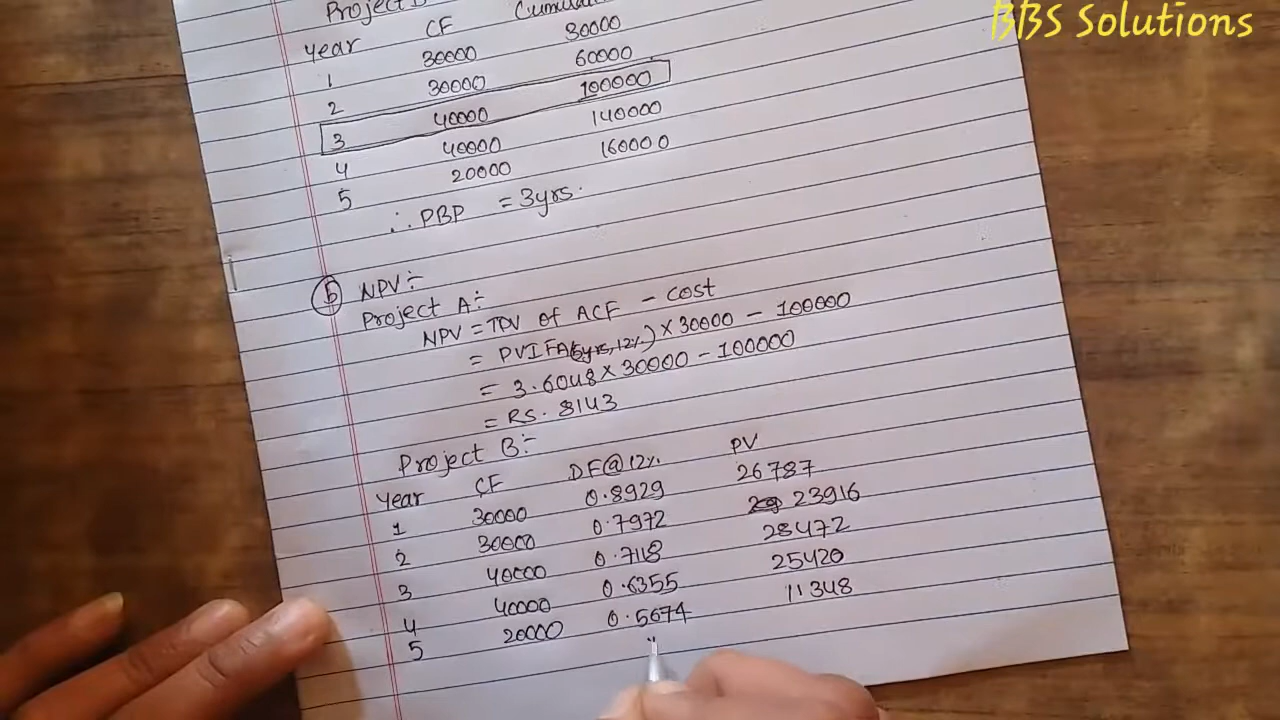 BBS Solutions
Project
Year CF
30000
1 30000 60000
2 30000 100000
3 40000 140000
4 40000 160000
5 20000
∴ PBP = 3yrs.
b NPV:-
Project A:-
NPV = TPV of ACF - Cost
= PVIFA(5yrs,12%) × 30000 - 100000
= 3.6048 × 30000 - 100000
= RS. 8143
Project B:-
Year CF DF@12% PV
1 30000 0.8929 26787
2 30000 0.7972 23916
3 40000 0.7118 28472
4 40000 0.6355 25420
5 20000 0.5674 11348